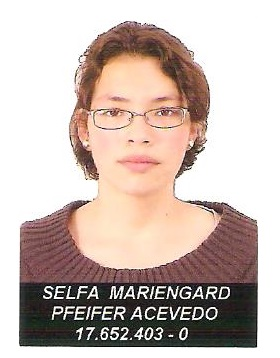 SELFA MARIENGARD
PFEIFER ACEVEDO
17.652.403 - 0